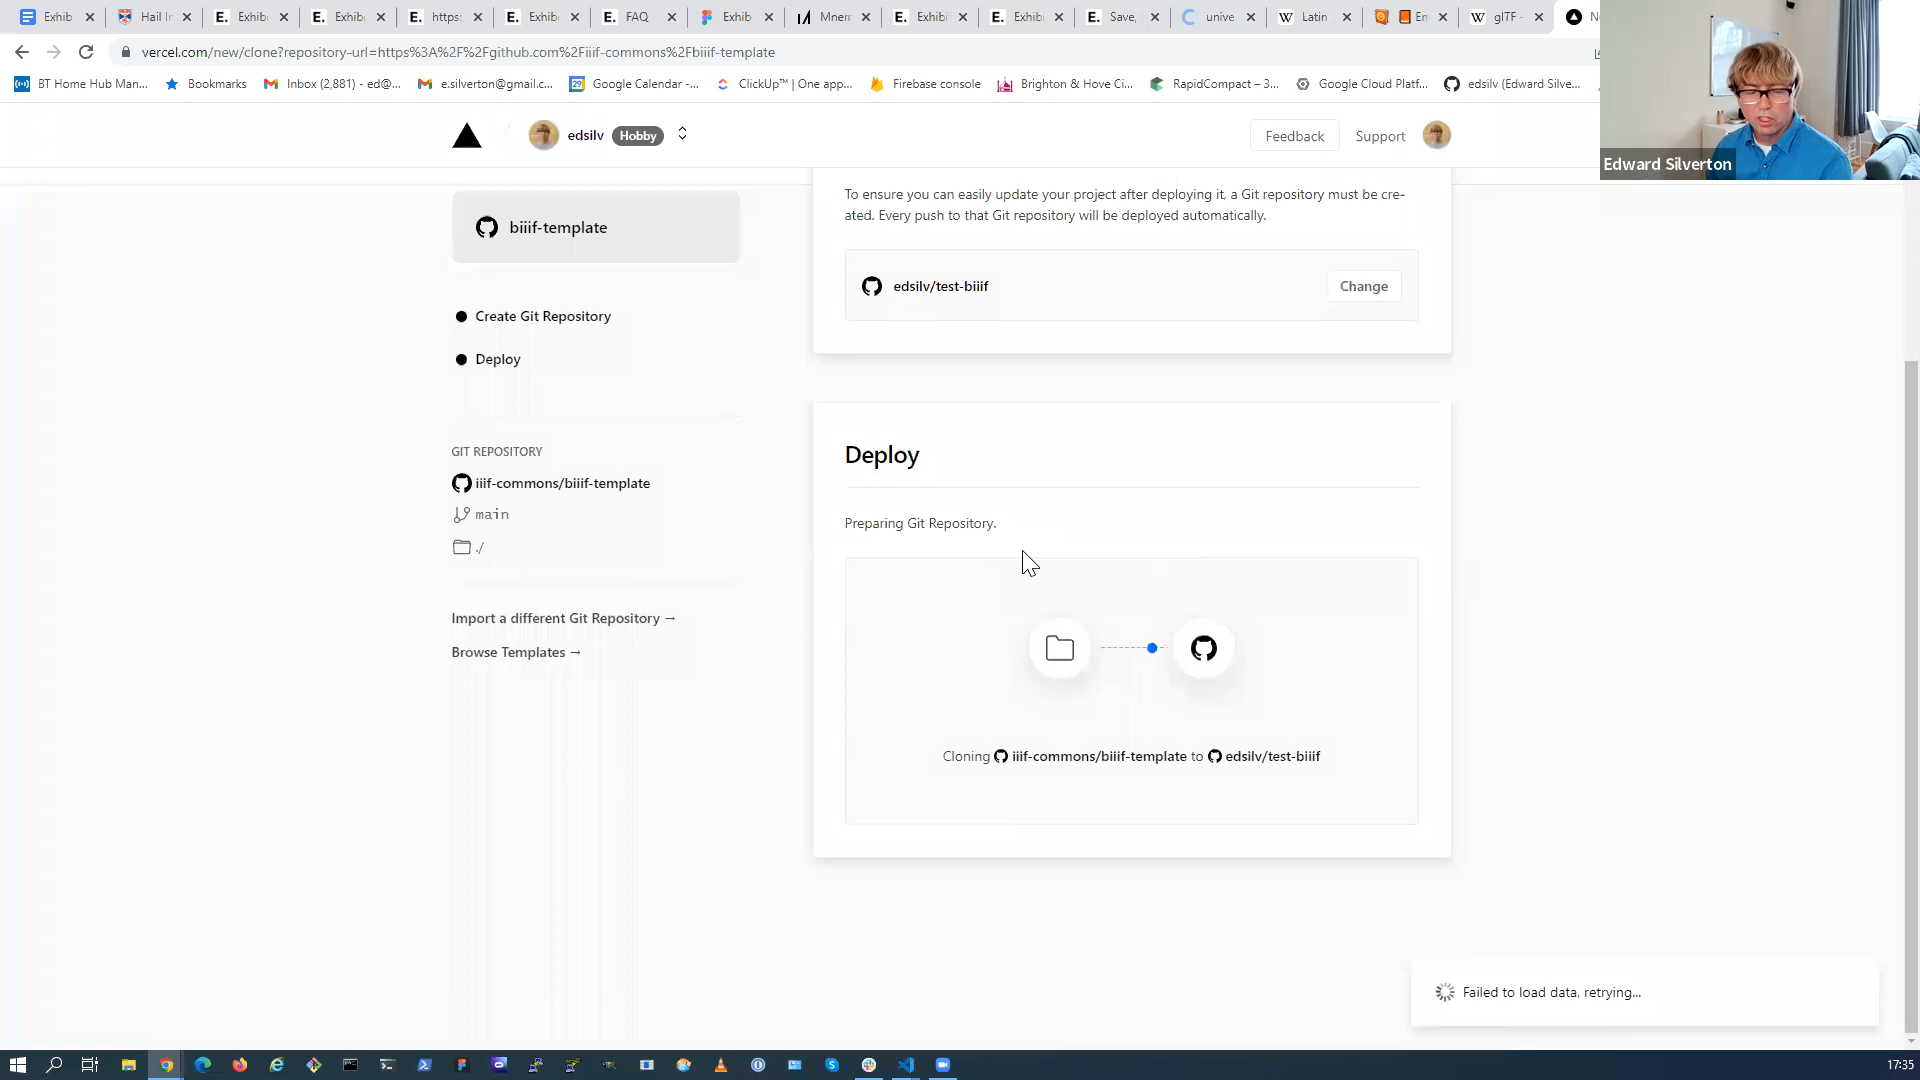 Exhib
Hail In
E. Exhib
E. Exhib
E. https:
E. Exhib
E. FAQ
Exhib
Mnem
E. Exhibi
E. Exhibi
E. Save,
unive
W Latin
Em
W glTF -
vercel.com/new/clone?repository-url=https%3A%2F%2Fgithub.com%2Fiiif-commons%2Fbiiif-template
BT Home Hub Man...
Bookmarks
Inbox (2,881) – ed@...
e.silverton@gmail.c...
Google Calendar -...
ClickUp™ | One app...
Firebase console
Brighton & Hove Ci...
RapidCompact – 3...
Google Cloud Platf...
edsilv (Edward Silve...
Edward Silverton
edsilv Hobby
Feedback
Support
biiif-template
Create Git Repository
Deploy
GIT REPOSITORY
iiif-commons/biiif-template
main
./
Import a different Git Repository →
Browse Templates →
To ensure you can easily update your project after deploying it, a Git repository must be cre-
ated. Every push to that Git repository will be deployed automatically.
edsilv/test-biiif
Change
Deploy
Preparing Git Repository.
Cloning iiif-commons/biiif-template to edsilv/test-biiif
Failed to load data, retrying...
17:35